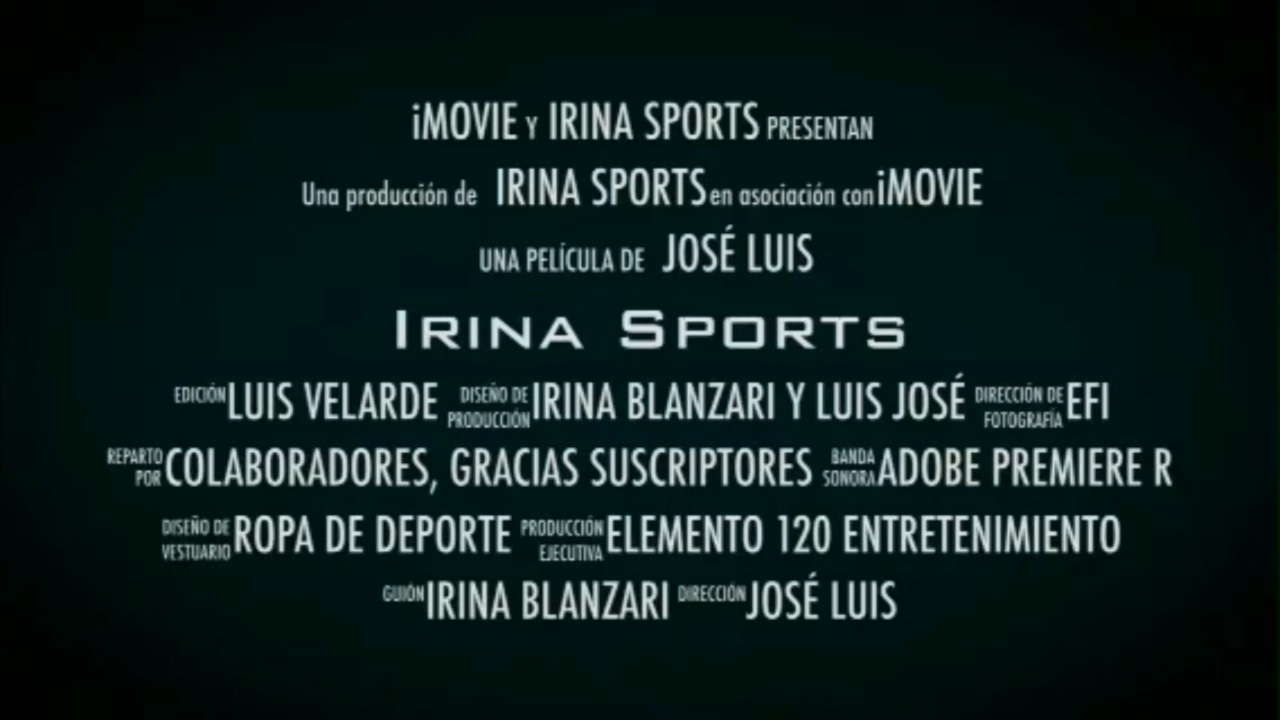 iMOVIE Y IRINA SPORTS PRESENTAN
Una producción de IRINA SPORTS en asociación con iMOVIE
UNA PELÍCULA DE JOSÉ LUIS
IRINA SPORTS
EDICIÓN LUIS VELARDE DISEÑO DE PRODUCCIÓN IRINA BLANZARI Y LUIS JOSÉ DIRECCIÓN DE FOTOGRAFÍA EFI
REPARTO POR COLABORADORES, GRACIAS SUSCRIPTORES BANDA SONORA ADOBE PREMIERE R
DISEÑO DE VESTUARIO ROPA DE DEPORTE PRODUCCIÓN EJECUTIVA ELEMENTO 120 ENTRETENIMIENTO
GUIÓN IRINA BLANZARI DIRECCIÓN JOSÉ LUIS